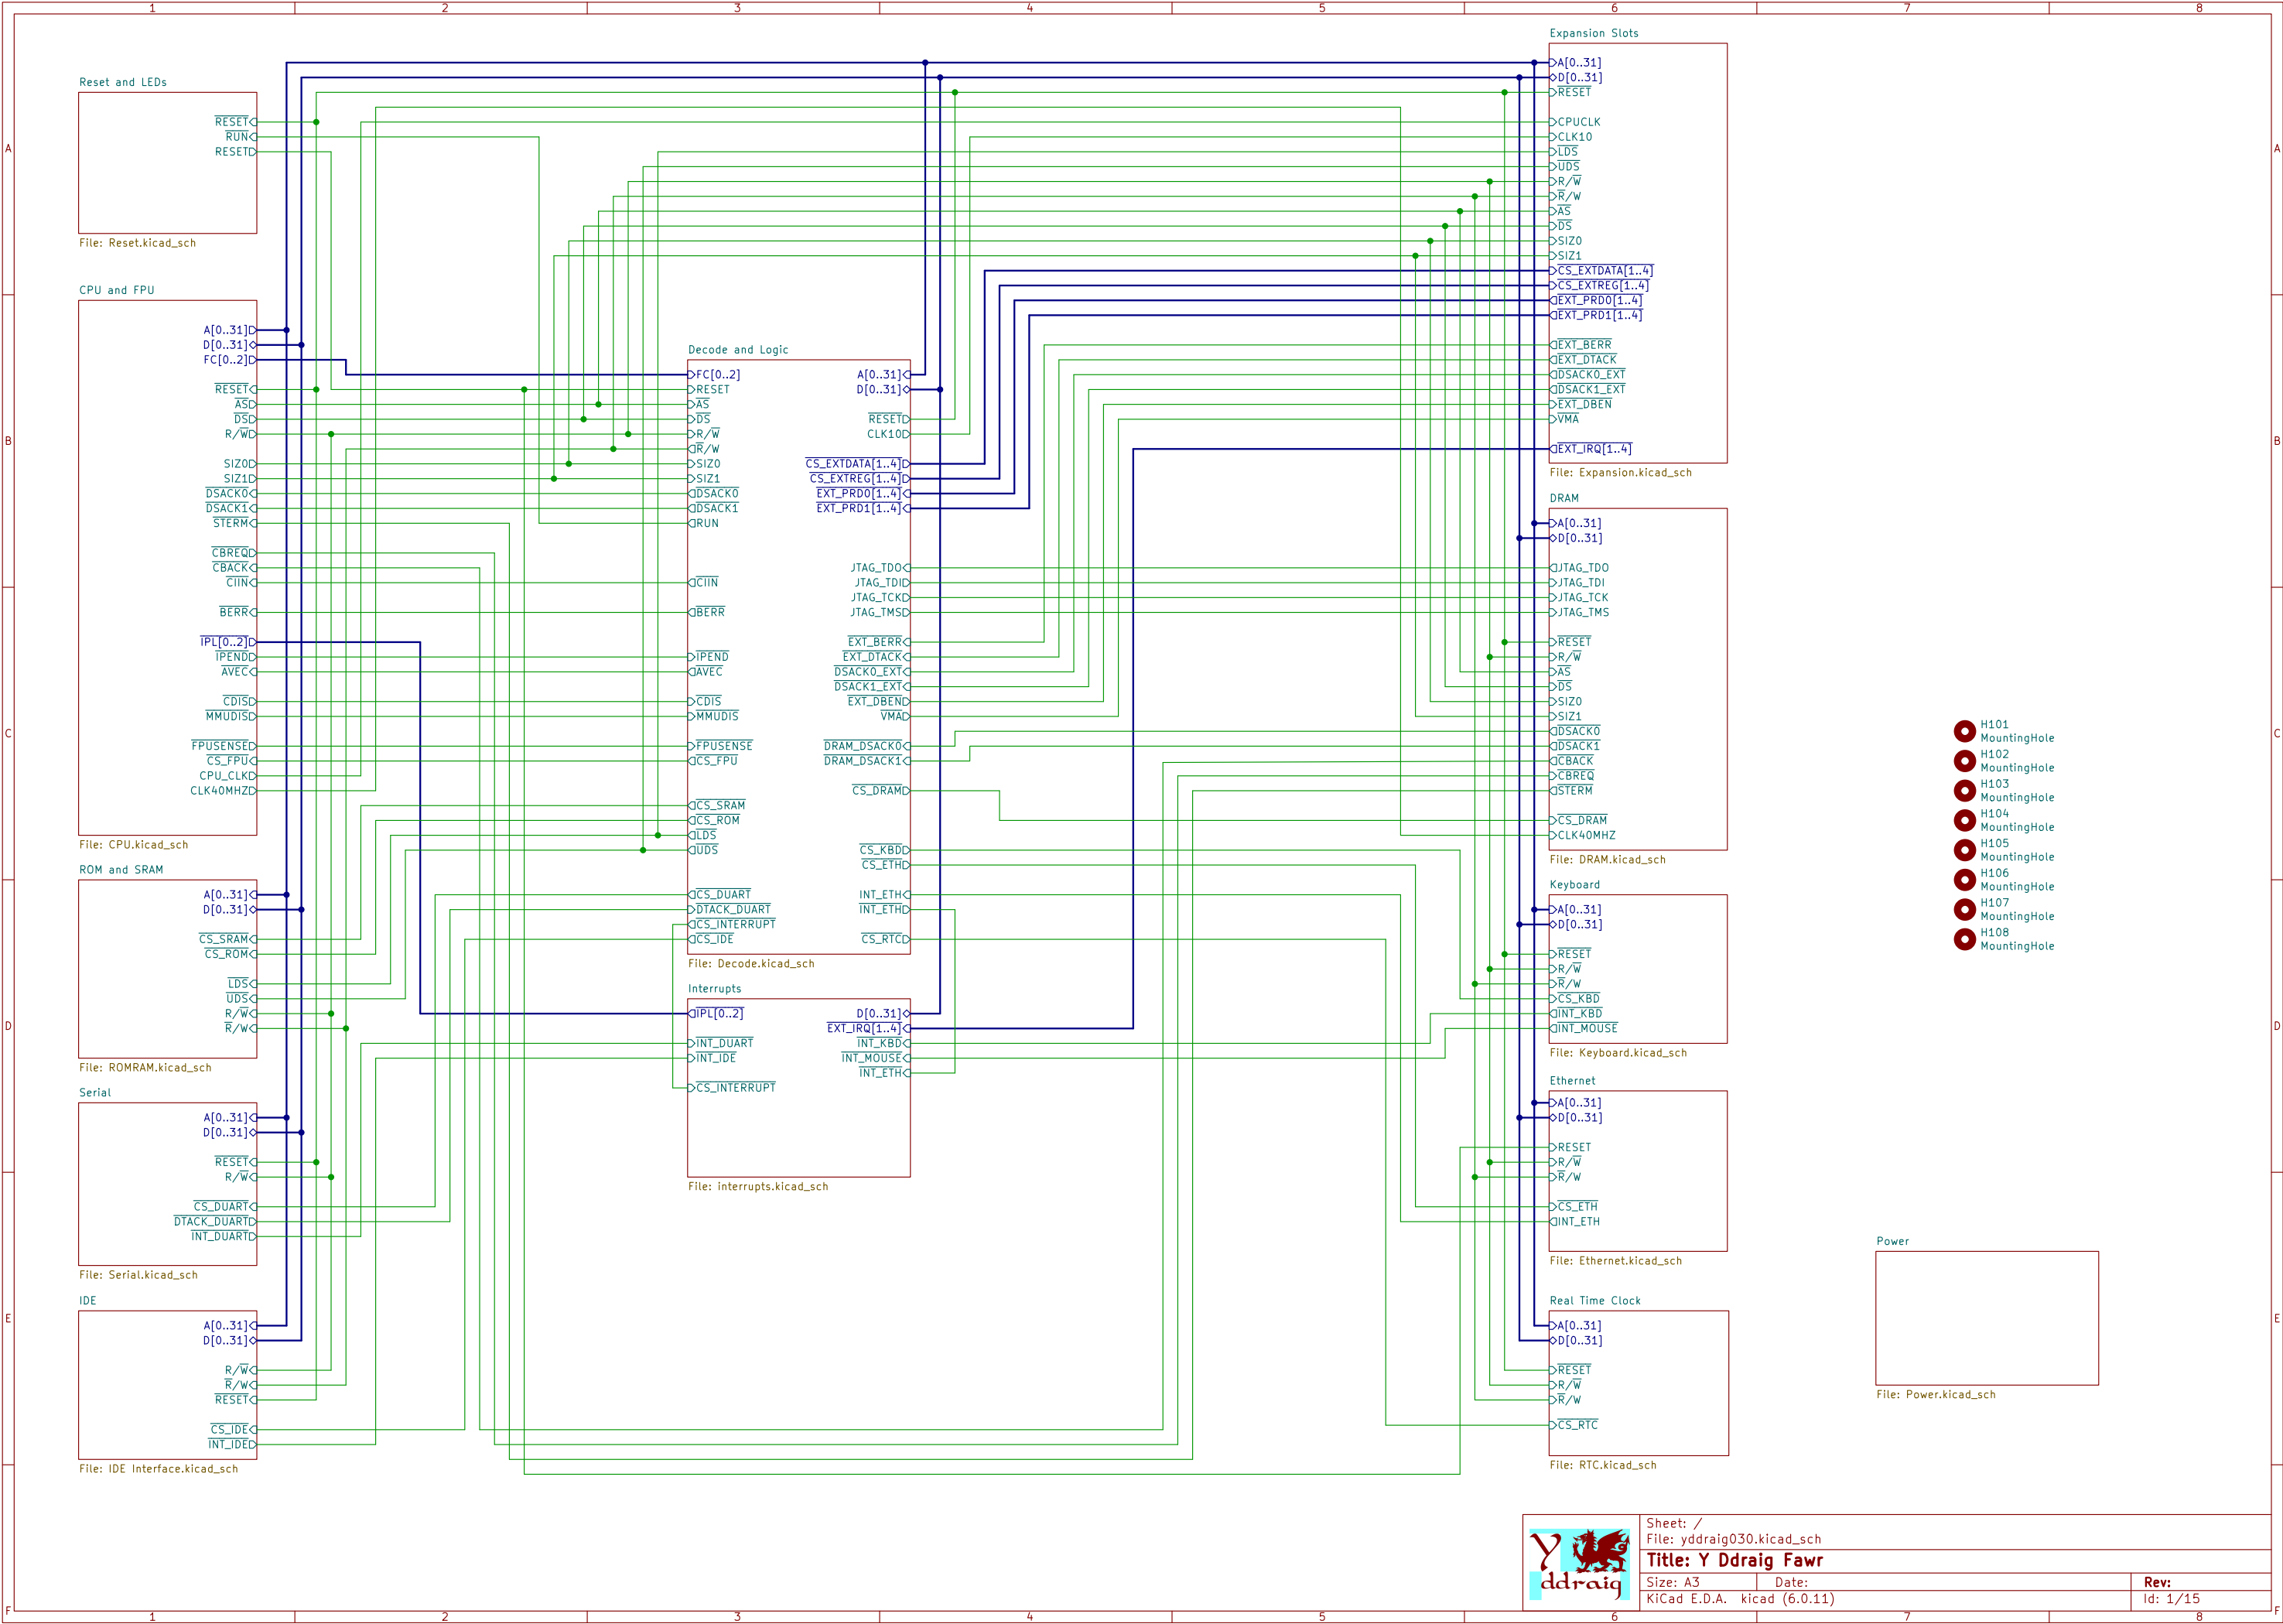 1 2 3 4 5 6 7 8
A
B
C
D
E
F
Reset and LEDs
RESET
RUN
RESET
File: Reset.kicad_sch
CPU and FPU
A[0..31]
D[0..31]
FC[0..2]
RESET
AS
DS
R/W
SIZ0
SIZ1
DSACK0
DSACK1
STERM
CBREQ
CBACK
CIIN
BERR
IPL[0..2]
IPEND
AVEC
CDIS
MMUDIS
FPUSENSE
CS_FPU
CPU_CLK
CLK40MHZ
File: CPU.kicad_sch
ROM and SRAM
A[0..31]
D[0..31]
CS_SRAM
CS_ROM
LDS
UDS
R/W
R/W
File: ROMRAM.kicad_sch
Serial
A[0..31]
D[0..31]
RESET
R/W
CS_DUART
DTACK_DUART
INT_DUART
File: Serial.kicad_sch
IDE
A[0..31]
D[0..31]
R/W
R/W
RESET
CS_IDE
INT_IDE
File: IDE Interface.kicad_sch
Decode and Logic
FC[0..2]
RESET
AS
DS
R/W
R/W
SIZ0
SIZ1
DSACK0
DSACK1
RUN
CIIN
BERR
IPEND
AVEC
CDIS
MMUDIS
FPUSENSE
CS_FPU
CS_SRAM
CS_ROM
LDS
UDS
CS_DUART
DTACK_DUART
CS_INTERRUPT
CS_IDE
A[0..31]
D[0..31]
RESET
CLK10
CS_EXTDATA[1..4]
CS_EXTREG[1..4]
EXT_PRD0[1..4]
EXT_PRD1[1..4]
JTAG_TDO
JTAG_TDI
JTAG_TCK
JTAG_TMS
EXT_BERR
EXT_DTACK
DSACK0_EXT
DSACK1_EXT
EXT_DBEN
VMA
DRAM_DSACK0
DRAM_DSACK1
CS_DRAM
CS_KBD
CS_ETH
INT_ETH
INT_ETH
CS_RTC
File: Decode.kicad_sch
Interrupts
IPL[0..2]
INT_DUART
INT_IDE
CS_INTERRUPT
D[0..31]
EXT_IRQ[1..4]
INT_KBD
INT_MOUSE
INT_ETH
File: interrupts.kicad_sch
Expansion Slots
A[0..31]
D[0..31]
RESET
CPUCLK
CLK10
LDS
UDS
R/W
R/W
AS
DS
SIZ0
SIZ1
CS_EXTDATA[1..4]
CS_EXTREG[1..4]
EXT_PRD0[1..4]
EXT_PRD1[1..4]
EXT_BERR
EXT_DTACK
DSACK0_EXT
DSACK1_EXT
EXT_DBEN
VMA
EXT_IRQ[1..4]
File: Expansion.kicad_sch
DRAM
A[0..31]
D[0..31]
JTAG_TDO
JTAG_TDI
JTAG_TCK
JTAG_TMS
RESET
R/W
AS
DS
SIZ0
SIZ1
DSACK0
DSACK1
CBACK
CBREQ
STERM
CS_DRAM
CLK40MHZ
File: DRAM.kicad_sch
Keyboard
A[0..31]
D[0..31]
RESET
R/W
R/W
CS_KBD
INT_KBD
INT_MOUSE
File: Keyboard.kicad_sch
Ethernet
A[0..31]
D[0..31]
RESET
R/W
R/W
CS_ETH
INT_ETH
File: Ethernet.kicad_sch
Real Time Clock
A[0..31]
D[0..31]
RESET
R/W
R/W
CS_RTC
File: RTC.kicad_sch
H101
MountingHole
H102
MountingHole
H103
MountingHole
H104
MountingHole
H105
MountingHole
H106
MountingHole
H107
MountingHole
H108
MountingHole
Power
File: Power.kicad_sch
Y
ddraig
Sheet: /
File: yddraig030.kicad_sch
Title: Y Ddraig Fawr
Size: A3 Date: Rev:
KiCad E.D.A. kicad (6.0.11) Id: 1/15
A
B
C
D
E
F
1 2 3 4 5 6 7 8